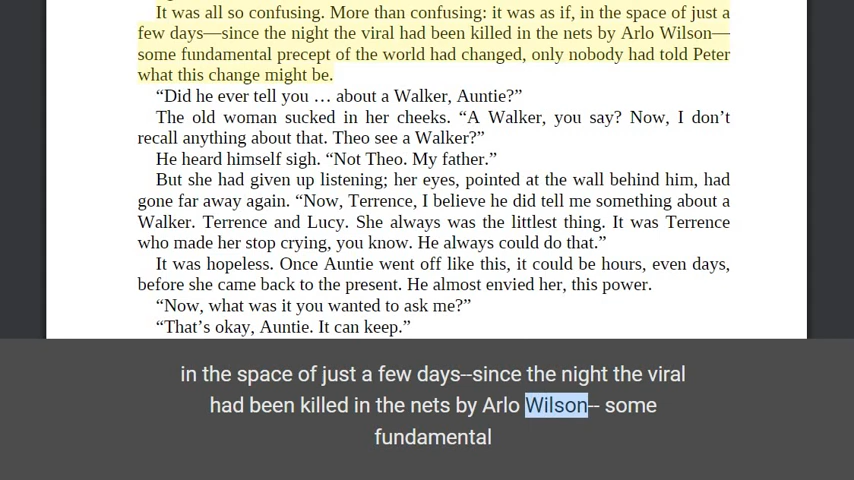 It was all so confusing. More than confusing: it was as if, in the space of just a
few days—since the night the viral had been killed in the nets by Arlo Wilson—
some fundamental precept of the world had changed, only nobody had told Peter
what this change might be.
“Did he ever tell you … about a Walker, Auntie?”
The old woman sucked in her cheeks. “A Walker, you say? Now, I don’t
recall anything about that. Theo see a Walker?”
He heard himself sigh. “Not Theo. My father.”
But she had given up listening; her eyes, pointed at the wall behind him, had
gone far away again. “Now, Terrence, I believe he did tell me something about a
Walker. Terrence and Lucy. She always was the littlest thing. It was Terrence
who made her stop crying, you know. He always could do that.”
It was hopeless. Once Auntie went off like this, it could be hours, even days,
before she came back to the present. He almost envied her, this power.
“Now, what was it you wanted to ask me?”
“That’s okay, Auntie. It can keep.”
in the space of just a few days--since the night the viral
had been killed in the nets by Arlo Wilson-- some
fundamental